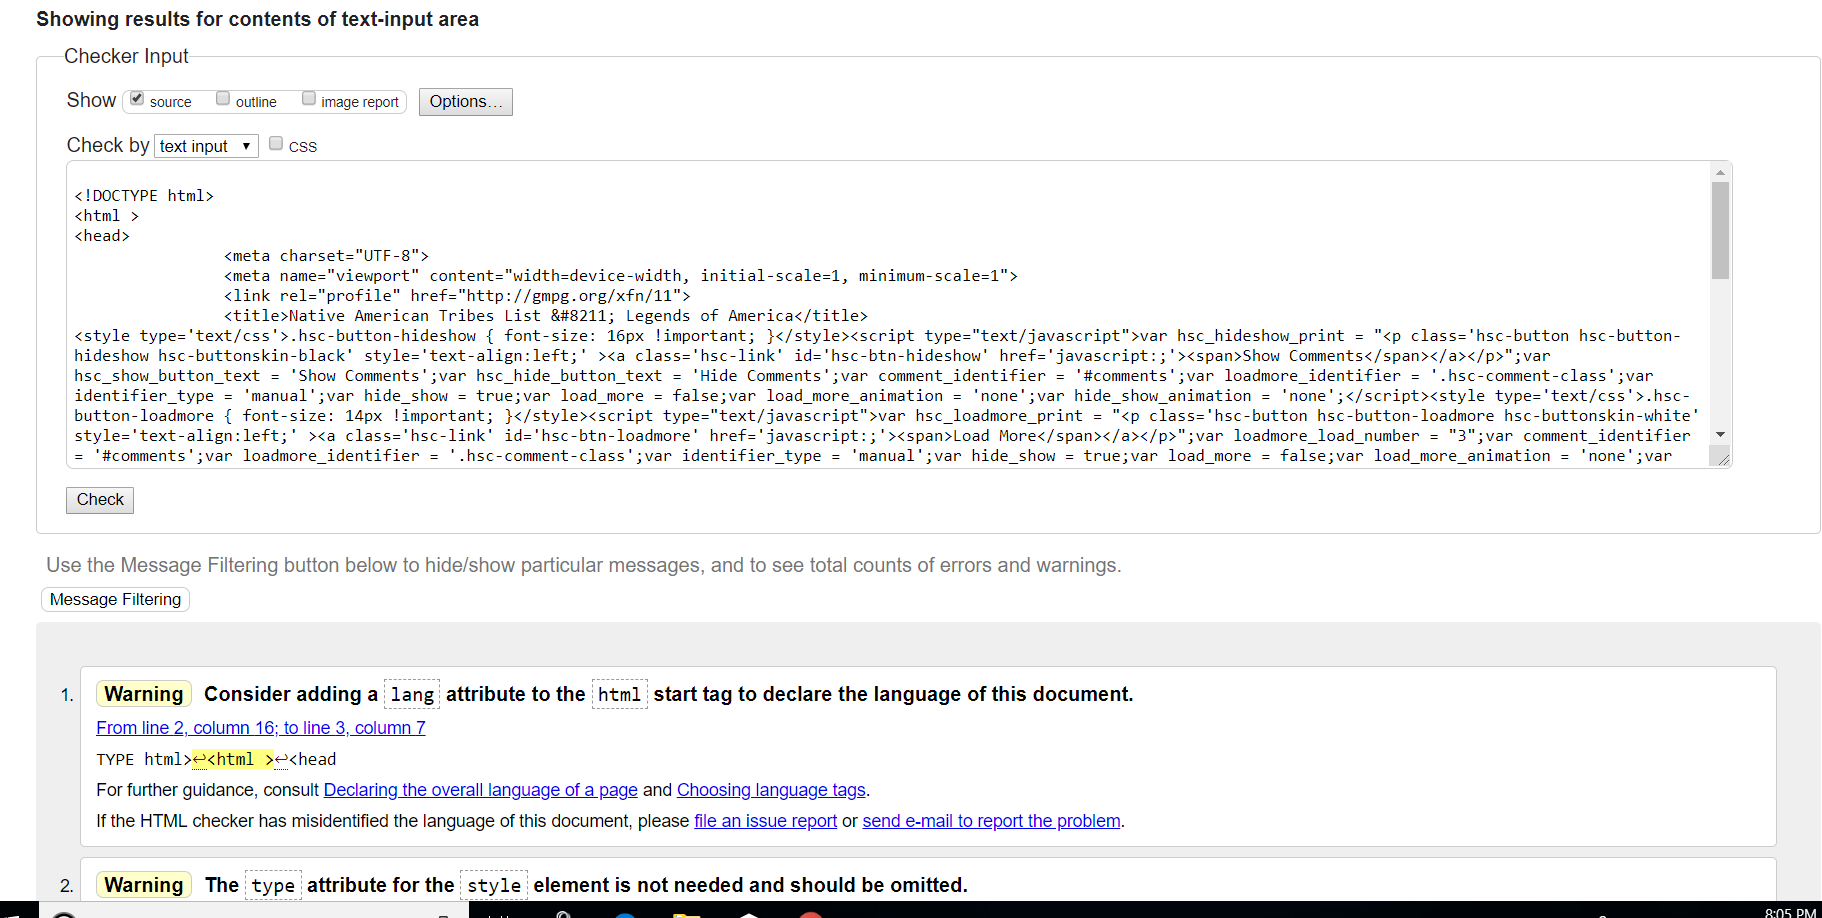 Showing results for contents of text-input area
Checker Input
Show source outline image report Options...
Check by text input CSS
<!DOCTYPE html>
<html >
<head>
<meta charset="UTF-8">
<meta name="viewport" content="width=device-width, initial-scale=1, minimum-scale=1">
<link rel="profile" href="http://gmpg.org/xfn/11">
<title>Native American Tribes List &#8211; Legends of America</title>
<style type='text/css'>.hsc-button-hideshow { font-size: 16px !important; }</style><script type="text/javascript">var hsc_hideshow_print = "<p class='hsc-button hsc-button-
hideshow hsc-buttonskin-black' style='text-align:left;' ><a class='hsc-link' id='hsc-btn-hideshow' href='javascript:;'><span>Show Comments</span></a></p>";var
hsc_show_button_text = 'Show Comments';var hsc_hide_button_text = 'Hide Comments';var comment_identifier = '#comments';var loadmore_identifier = '.hsc-comment-class';var
identifier_type = 'manual';var hide_show = true;var load_more = false;var load_more_animation = 'none';var hide_show_animation = 'none';</script><style type='text/css'>.hsc-
button-loadmore { font-size: 14px !important; }</style><script type="text/javascript">var hsc_loadmore_print = "<p class='hsc-button hsc-button-loadmore hsc-buttonskin-white'
style='text-align:left;' ><a class='hsc-link' id='hsc-btn-loadmore' href='javascript:;'><span>Load More</span></a></p>";var loadmore_load_number = "3";var comment_identifier
= '#comments';var loadmore_identifier = '.hsc-comment-class';var identifier_type = 'manual';var hide_show = true;var load_more = false;var load_more_animation = 'none';var
Check
Use the Message Filtering button below to hide/show particular messages, and to see total counts of errors and warnings.
Message Filtering
1. Warning Consider adding a lang attribute to the html start tag to declare the language of this document.
From line 2, column 16; to line 3, column 7
TYPE html>↩<html >↩<head
For further guidance, consult Declaring the overall language of a page and Choosing language tags.
If the HTML checker has misidentified the language of this document, please file an issue report or send e-mail to report the problem.
2. Warning The type attribute for the style element is not needed and should be omitted.
8:05 PM